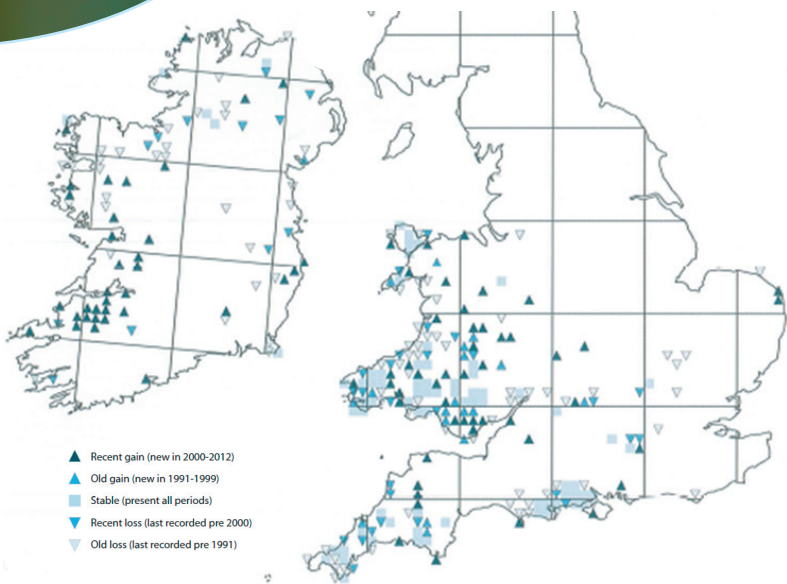 Recent gain (new in 2000-2012)
Old gain (new in 1991-1999)
Stable (present all periods)
Recent loss (last recorded pre 2000)
Old loss (last recorded pre 1991)